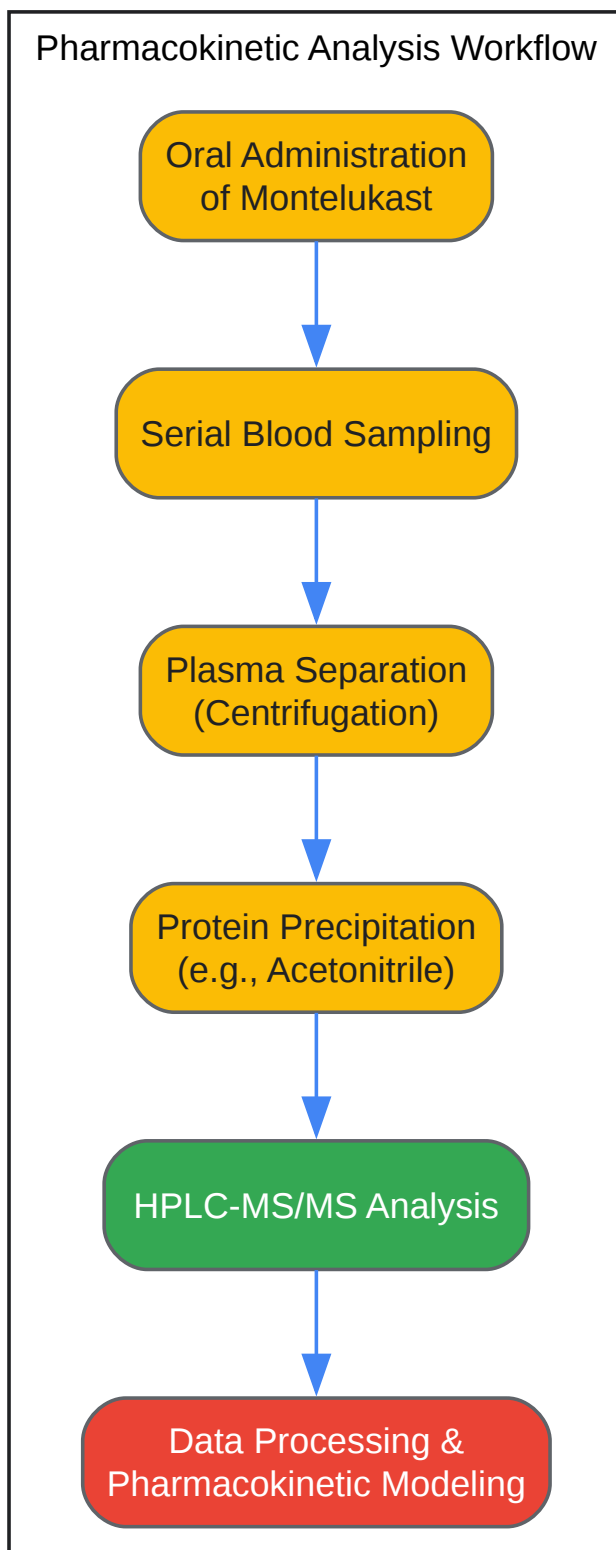 Pharmacokinetic Analysis Workflow
Oral Administration
of Montelukast
Serial Blood Sampling
Plasma Separation
(Centrifugation)
Protein Precipitation
(e.g., Acetonitrile)
HPLC-MS/MS Analysis
Data Processing &
Pharmacokinetic Modeling